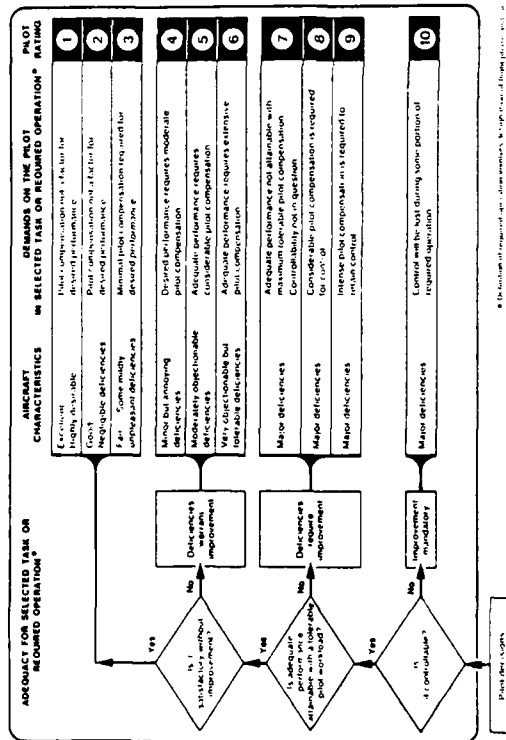 ADEQUACY FOR SELECTED TASK OR
REQUIRED OPERATION*
AIRCRAFT
CHARACTERISTICS
DEMANDS ON THE PILOT
IN SELECTED TASK OR REQUIRED OPERATION*
PILOT
RATING
Excellent
Highly desirable
Pilot compensation not a factor for
desired performance
1
Good
Negligible deficiencies
Pilot compensation not a factor for
desired performance
2
Fair Some mildly
unpleasant deficiencies
Minimal pilot compensation required for
desired performance
3
Yes
Is it
satisfactory without
improvement?
No
Deficiencies
warrant
improvement
Minor but annoying
deficiencies
Desired performance requires moderate
pilot compensation
4
Moderately objectionable
deficiencies
Adequate performance requires
considerable pilot compensation
5
Very objectionable but
tolerable deficiencies
Adequate performance requires extensive
pilot compensation
6
Yes
Is adequate
performance
attainable with a tolerable
pilot workload?
No
Deficiencies
require
improvement
Major deficiencies
Adequate performance not attainable with
maximum tolerable pilot compensation
Controllability not in question
7
Major deficiencies
Considerable pilot compensation is required
for control
8
Major deficiencies
Intense pilot compensation is required to
retain control
9
Yes
Is
it controllable?
No
Improvement
mandatory
Major deficiencies
Control will be lost during some portion of
required operation
10
Pilot decisions
* Definition of required operation involves designation of flight phase